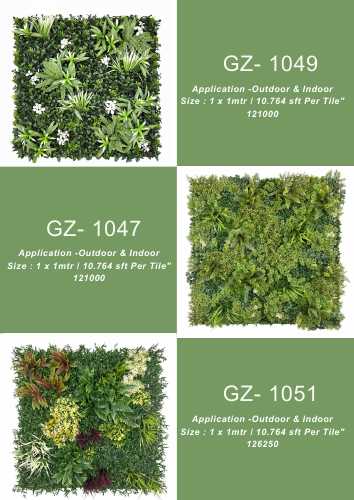 GZ- 1049
Application -Outdoor & Indoor
Size : 1 x 1mtr l 10.764 sft Per Tile"
121000
GZ- 1047
Application -Outdoor & Indoor
Size : 1 x 1mtr l 10.764 sft Per Tile"
121000
GZ- 1051
Application -Outdoor & Indoor
Size : 1 x 1mtr l 10.764 sft Per Tile"
126250